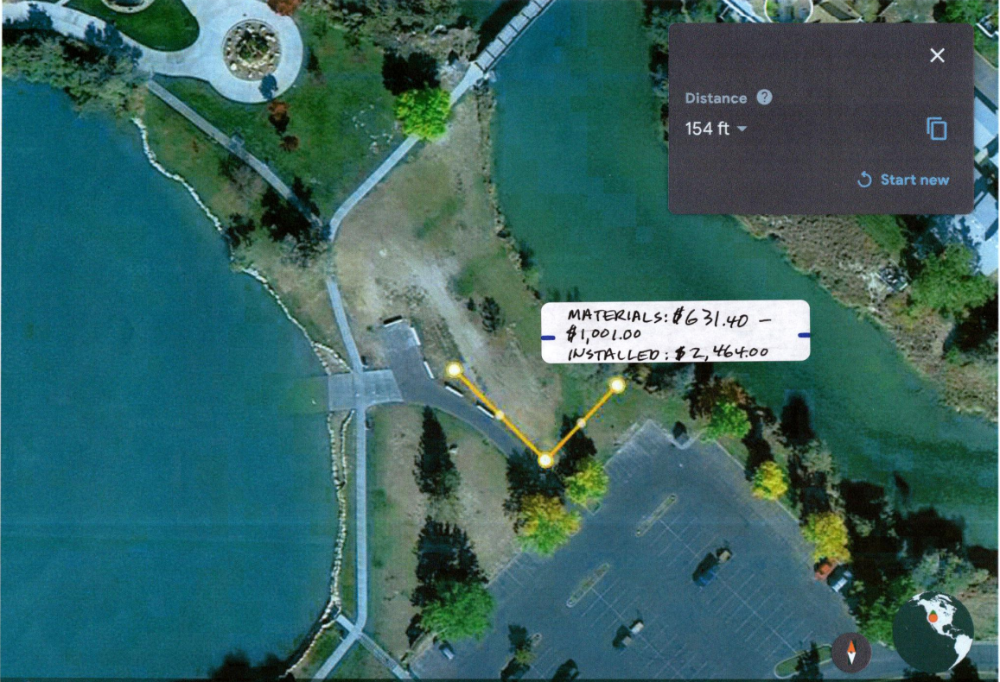 Distance ?
154 ft
Start new
MATERIALS: $631.40 –
$1,001.00
INSTALLED: $2,464.00